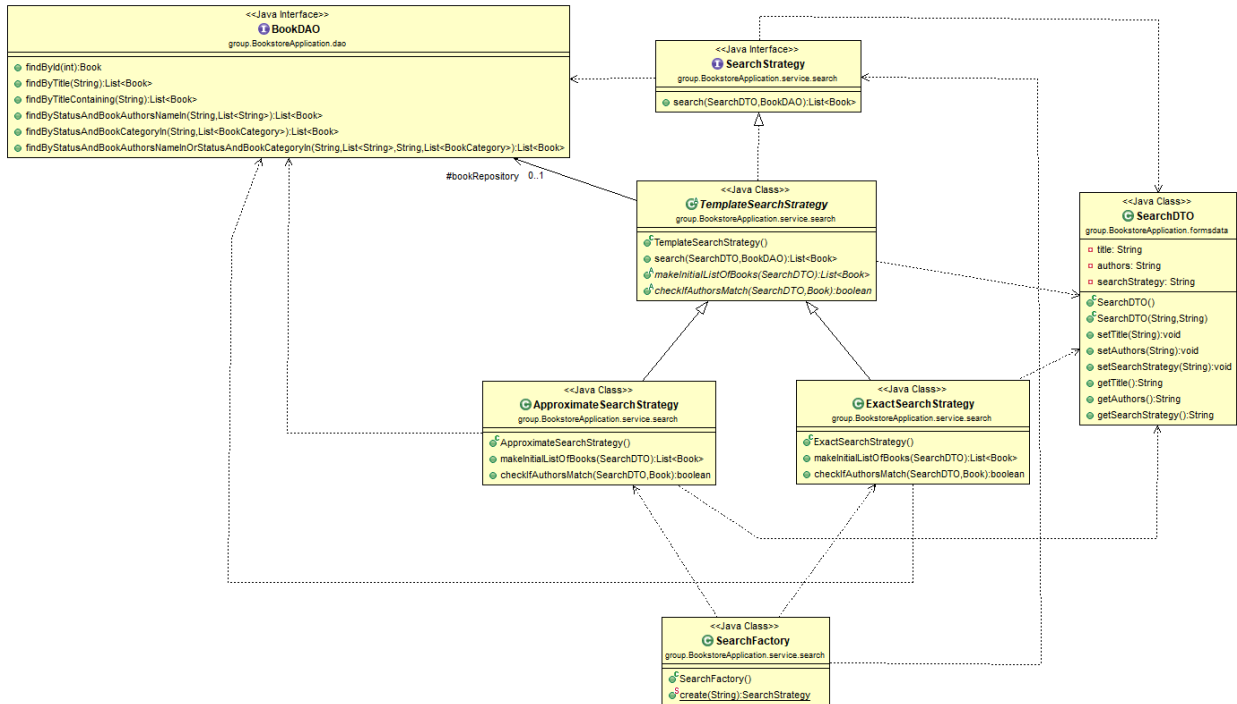 <<Java Interface>>
BookDAO
group.BookstoreApplication.dao
findById(int):Book
findByTitle(String):List<Book>
findByTitleContaining(String):List<Book>
findByStatusAndBookAuthorsNameIn(String,List<String>):List<Book>
findByStatusAndBookCategoryIn(String,List<BookCategory>):List<Book>
findByStatusAndBookAuthorsNameInOrStatusAndBookCategoryIn(String,List<String>,String,List<BookCategory>):List<Book>
<<Java Interface>>
SearchStrategy
group.BookstoreApplication.service.search
search(SearchDTO,BookDAO):List<Book>
#bookRepository 0..1
<<Java Class>>
TemplateSearchStrategy
group.BookstoreApplication.service.search
TemplateSearchStrategy()
search(SearchDTO,BookDAO):List<Book>
makeInitialListOfBooks(SearchDTO):List<Book>
checkIfAuthorsMatch(SearchDTO,Book):boolean
<<Java Class>>
SearchDTO
group.BookstoreApplication.formsdata
title: String
authors: String
searchStrategy: String
SearchDTO()
SearchDTO(String,String)
setTitle(String):void
setAuthors(String):void
setSearchStrategy(String):void
getTitle():String
getAuthors():String
getSearchStrategy():String
<<Java Class>>
ApproximateSearchStrategy
group.BookstoreApplication.service.search
ApproximateSearchStrategy()
makeInitialListOfBooks(SearchDTO):List<Book>
checkIfAuthorsMatch(SearchDTO,Book):boolean
<<Java Class>>
ExactSearchStrategy
group.BookstoreApplication.service.search
ExactSearchStrategy()
makeInitialListOfBooks(SearchDTO):List<Book>
checkIfAuthorsMatch(SearchDTO,Book):boolean
<<Java Class>>
SearchFactory
group.BookstoreApplication.service.search
SearchFactory()
create(String):SearchStrategy